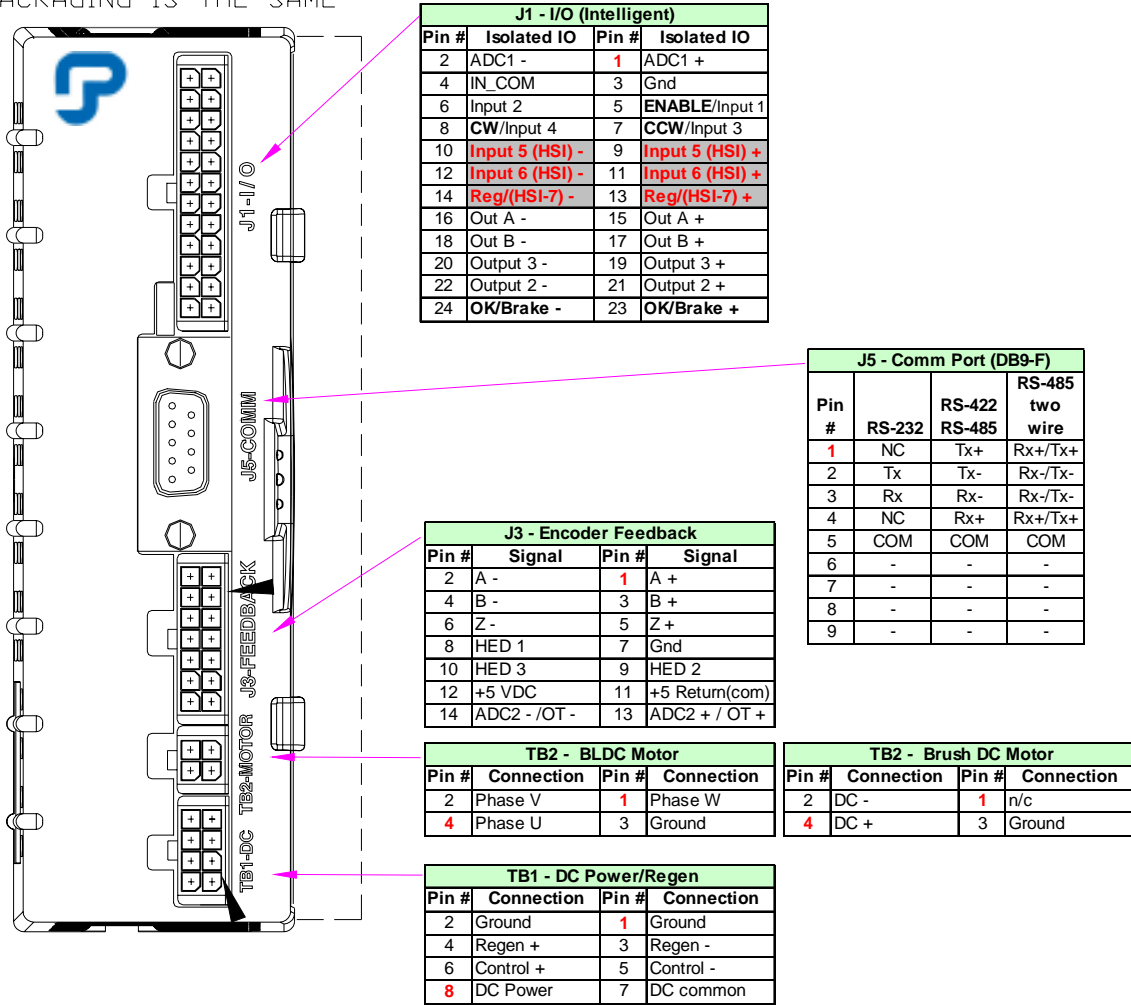 ACKAGING IS THE SAME
J1 - I/O (Intelligent)
Pin # Isolated IO Pin # Isolated IO
2 ADC1 - 1 ADC1 +
4 IN_COM 3 Gnd
6 Input 2 5 ENABLE/Input 1
8 CW/Input 4 7 CCW/Input 3
10 Input 5 (HSI) - 9 Input 5 (HSI) +
12 Input 6 (HSI) - 11 Input 6 (HSI) +
14 Reg/(HSI-7) - 13 Reg/(HSI-7) +
16 Out A - 15 Out A +
18 Out B - 17 Out B +
20 Output 3 - 19 Output 3 +
22 Output 2 - 21 Output 2 +
24 OK/Brake - 23 OK/Brake +
J1-I/O
J5 - Comm Port (DB9-F)
Pin # RS-232 RS-422 RS-485 RS-485 two wire
1 NC Tx+ Rx+/Tx+
2 Tx Tx- Rx-/Tx-
3 Rx Rx- Rx-/Tx-
4 NC Rx+ Rx+/Tx+
5 COM COM COM
6 - - -
7 - - -
8 - - -
9 - - -
J5-COMM
J3 - Encoder Feedback
Pin # Signal Pin # Signal
2 A - 1 A +
4 B - 3 B +
6 Z - 5 Z +
8 HED 1 7 Gnd
10 HED 3 9 HED 2
12 +5 VDC 11 +5 Return(com)
14 ADC2 - /OT - 13 ADC2 + / OT +
J3-FEEDBACK
TB2 - BLDC Motor
Pin # Connection Pin # Connection
2 Phase V 1 Phase W
4 Phase U 3 Ground
TB2 - Brush DC Motor
Pin # Connection Pin # Connection
2 DC - 1 n/c
4 DC + 3 Ground
TB2-MOTOR
TB1 - DC Power/Regen
Pin # Connection Pin # Connection
2 Ground 1 Ground
4 Regen + 3 Regen -
6 Control + 5 Control -
8 DC Power 7 DC common
TB1-DC